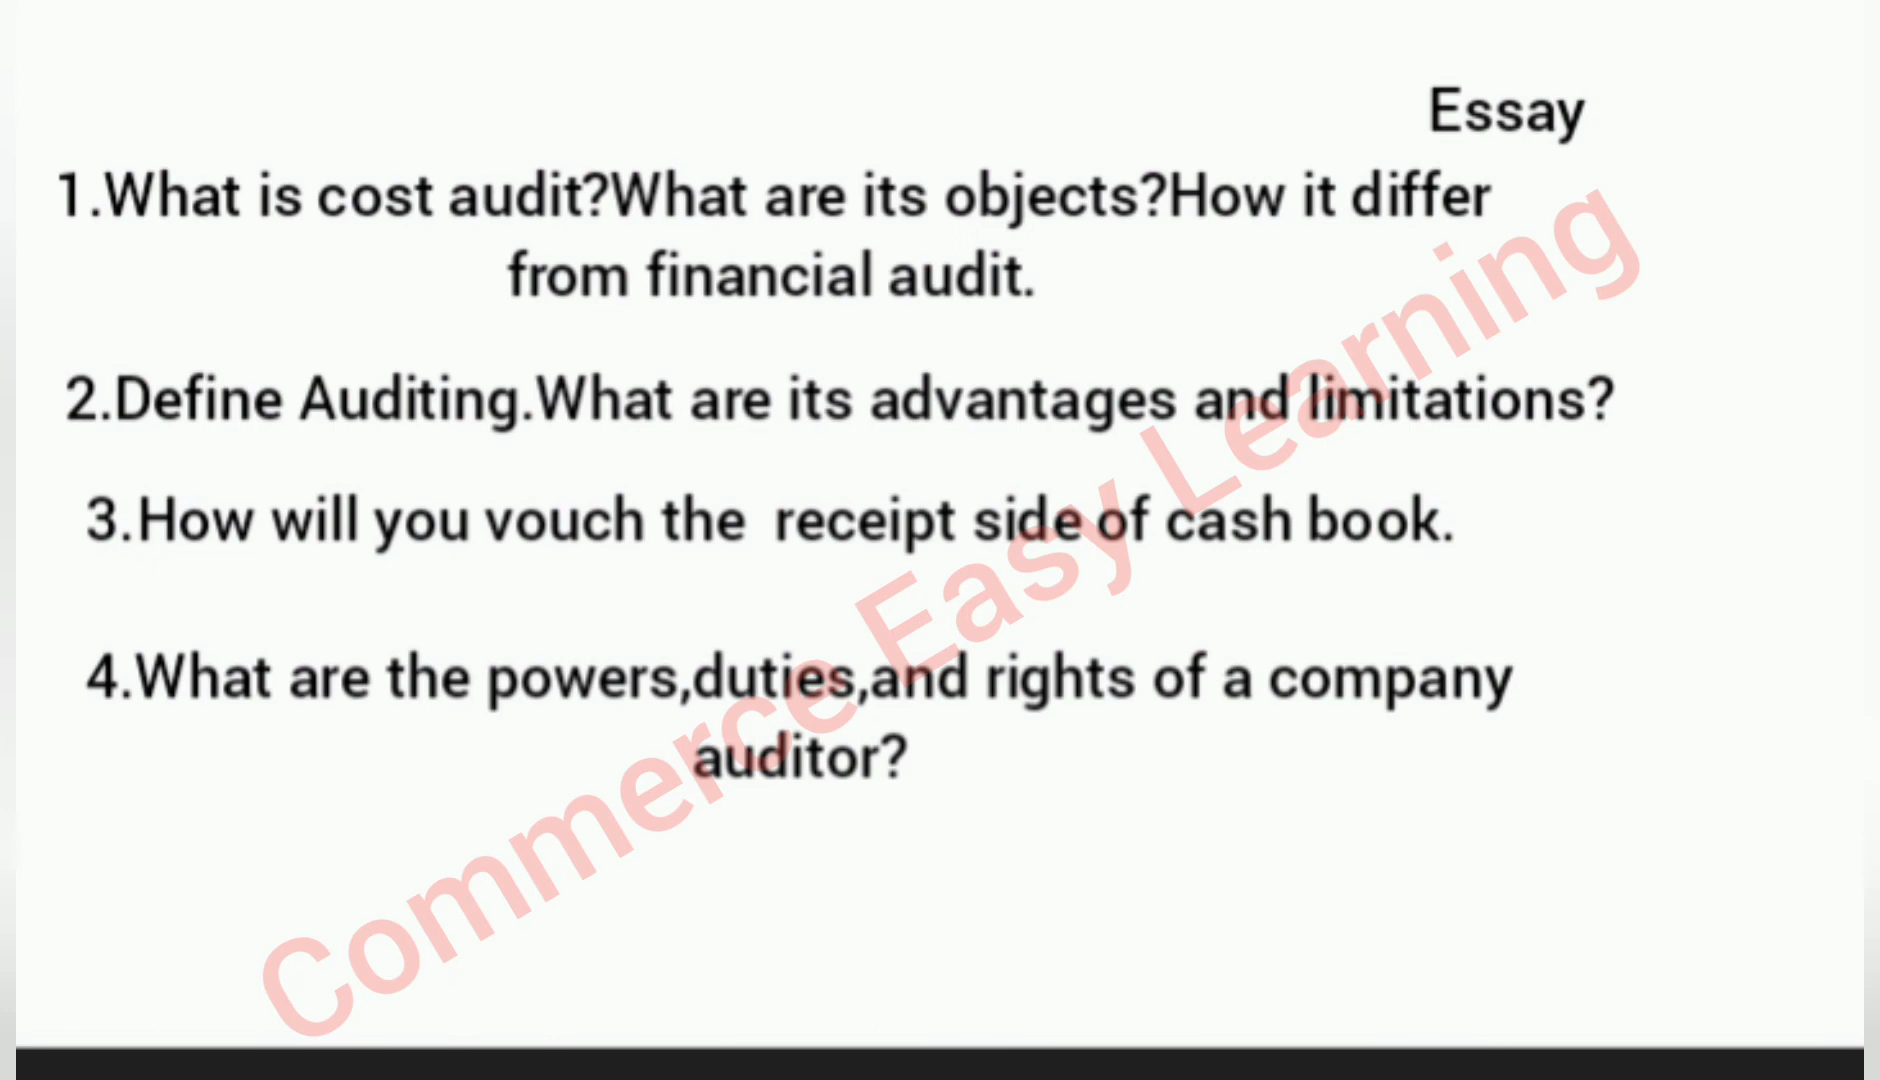 Essay
1.What is cost audit?What are its objects?How it differ
from financial audit.
2.Define Auditing.What are its advantages and limitations?
3.How will you vouch the receipt side of cash book.
4.What are the powers,duties,and rights of a company
auditor?
Commerce Easy Learning